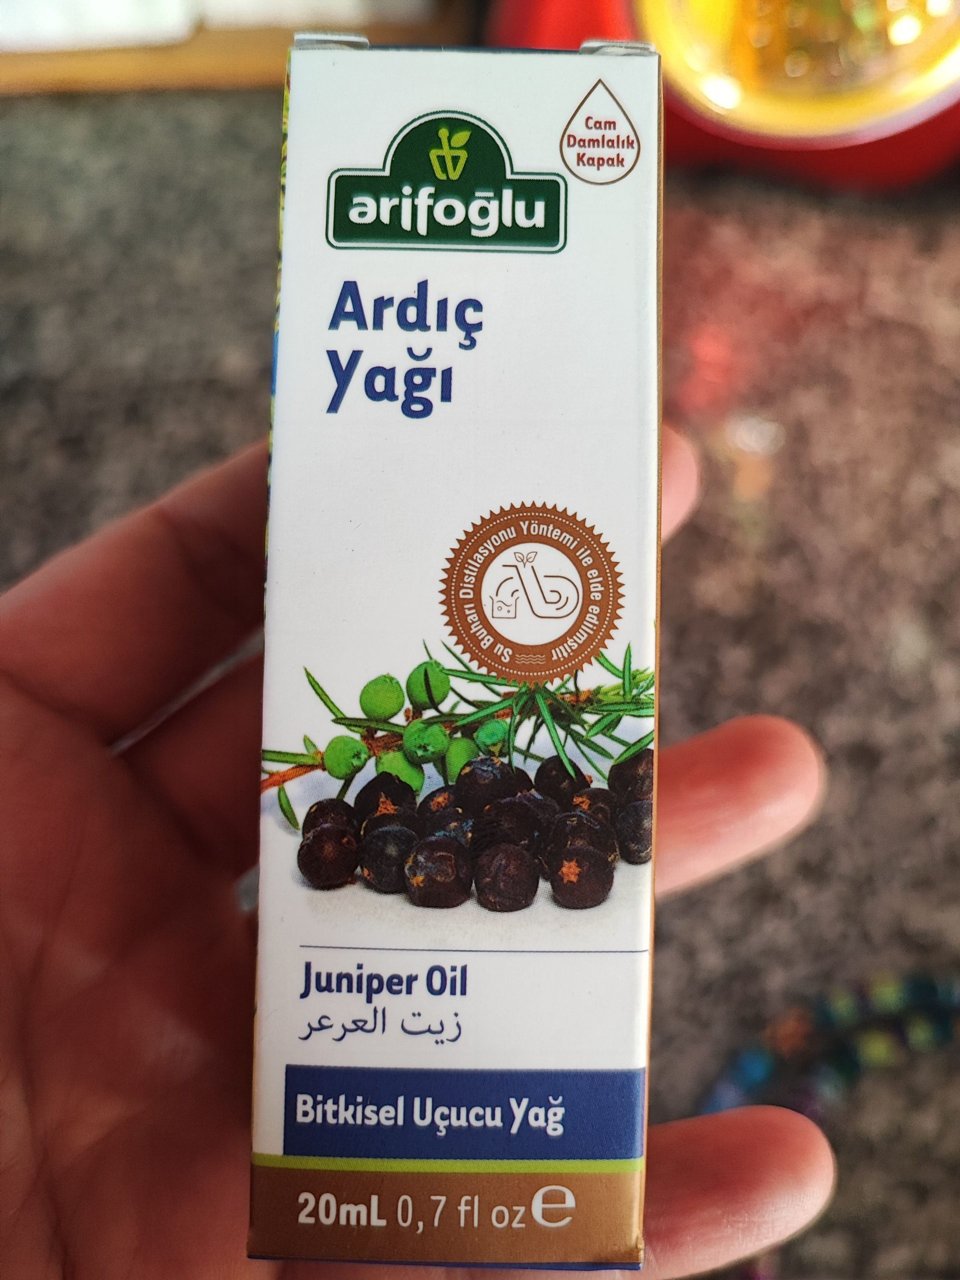 Cam
Damlalık
Kapak
arifoğlu
Ardıç
Yağı
Su Buharı Distilasyonu Yöntemi ile elde edilmşitir
Juniper Oil
زيت العرعر
Bitkisel Uçucu Yağ
20mL 0,7 fl oz e